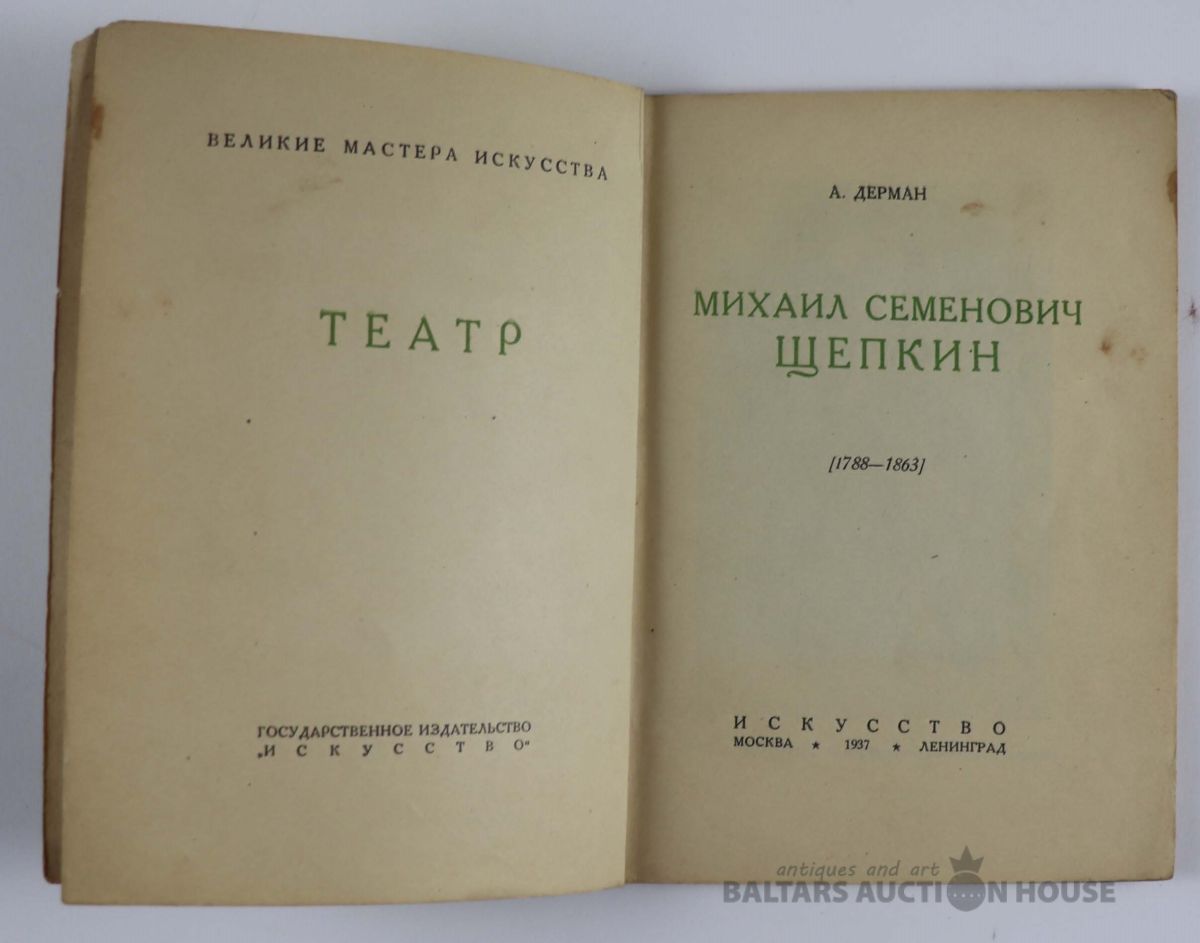 ВЕЛИКИЕ МАСТЕРА ИСКУССТВА
ТЕАТР
ГОСУДАРСТВЕННОЕ ИЗДАТЕЛЬСТВО
„ИСКУССТВО“
А. ДЕРМАН
МИХАИЛ СЕМЕНОВИЧ
ЩЕПКИН
[1788—1863]
ИСКУССТВО
МОСКВА ★ 1937 ★ ЛЕНИНГРАД
antiques and art
BALTARS AUCTION HOUSE